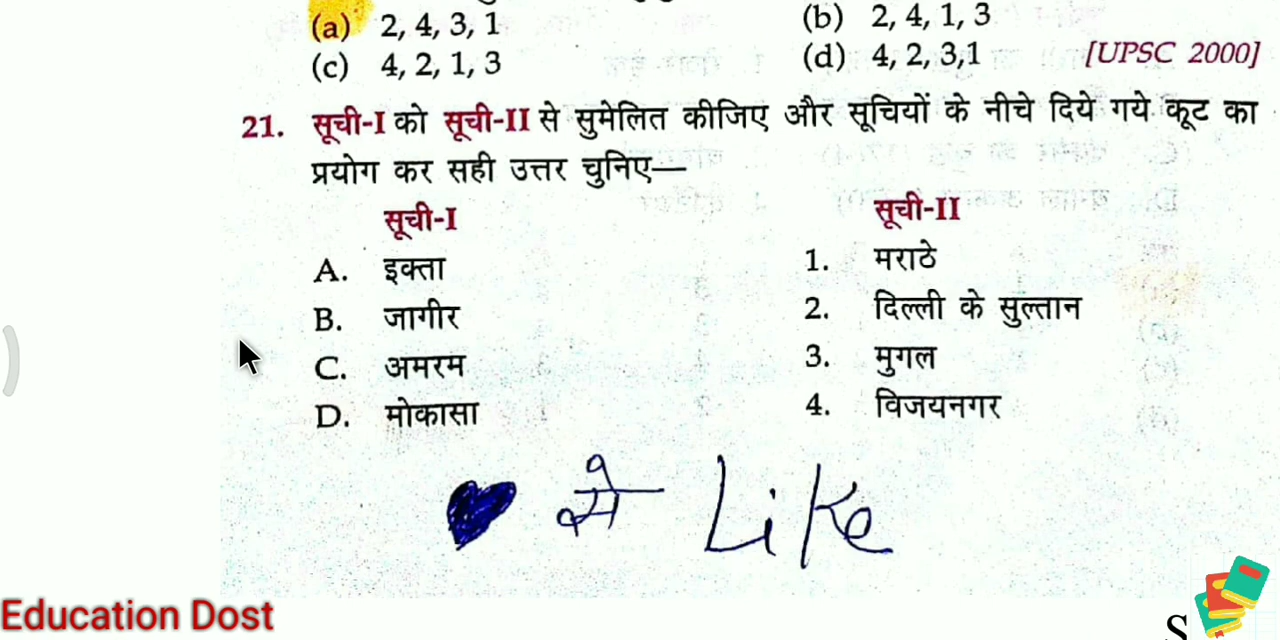 (a) 2, 4, 3, 1 (b) 2, 4, 1, 3
(c) 4, 2, 1, 3 (d) 4, 2, 3,1 [UPSC 2000]
21. सूची-I को सूची-II से सुमेलित कीजिए और सूचियों के नीचे दिये गये कूट का
प्रयोग कर सही उत्तर चुनिए—
सूची-I सूची-II
A. इक्ता 1. मराठे
B. जागीर 2. दिल्ली के सुल्तान
C. अमरम 3. मुगल
D. मोकासा 4. विजयनगर
से Like
Education Dost
S